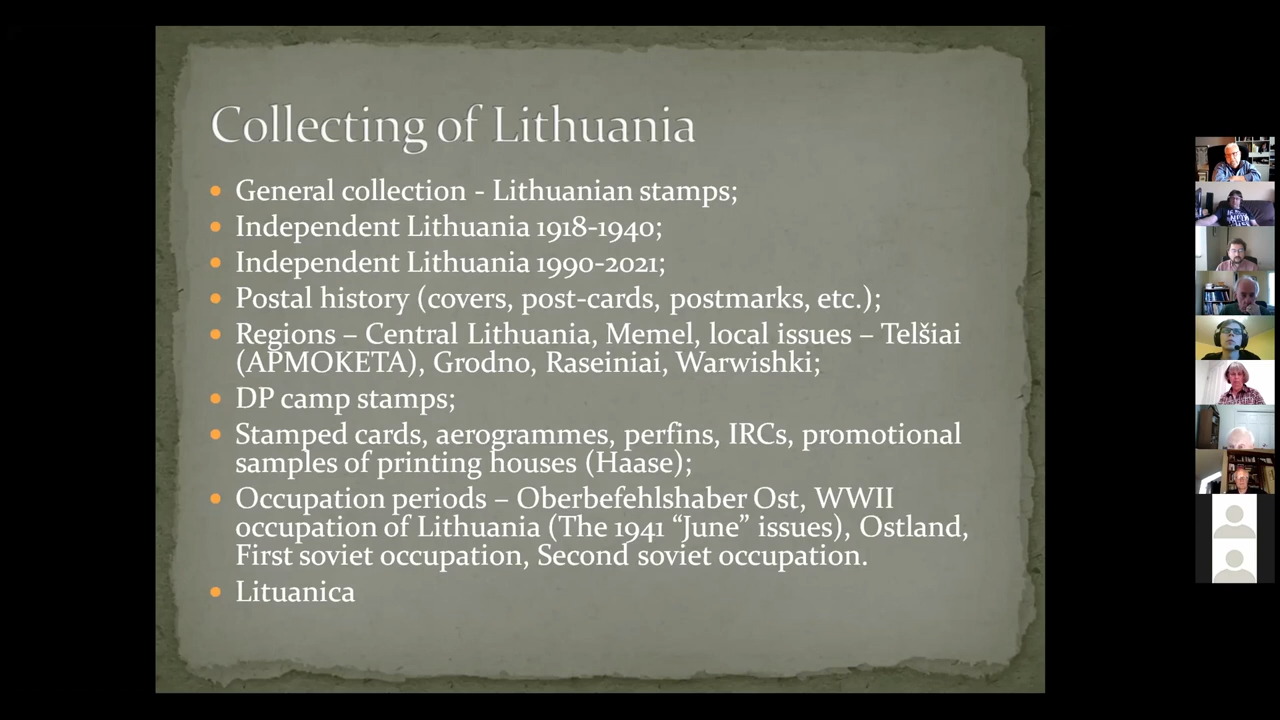 Collecting of Lithuania
General collection - Lithuanian stamps;
Independent Lithuania 1918-1940;
Independent Lithuania 1990-2021;
Postal history (covers, post-cards, postmarks, etc.);
Regions – Central Lithuania, Memel, local issues – Telšiai
(APMOKETA), Grodno, Raseiniai, Warwishki;
DP camp stamps;
Stamped cards, aerogrammes, perfins, IRCs, promotional
samples of printing houses (Haase);
Occupation periods – Oberbefehlshaber Ost, WWII
occupation of Lithuania (The 1941 “June” issues), Ostland,
First soviet occupation, Second soviet occupation.
Lituanica